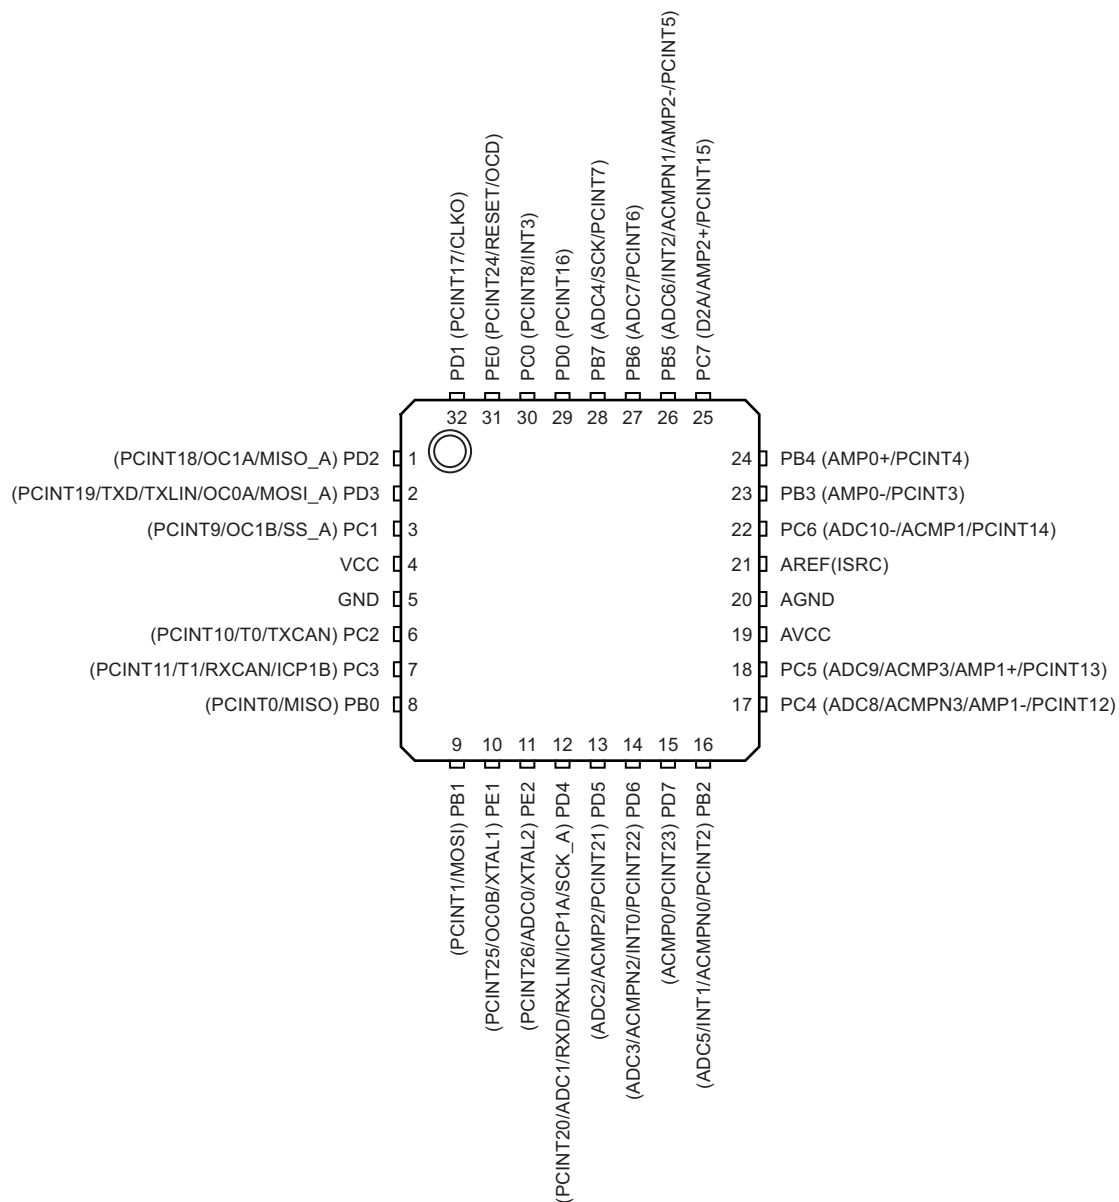 PD1 (PCINT17/CLKO)
PE0 (PCINT24/RESET/OCD)
PC0 (PCINT8/INT3)
PD0 (PCINT16)
PB7 (ADC4/SCK/PCINT7)
PB6 (ADC7/PCINT6)
PB5 (ADC6/INT2/ACMPN1/AMP2-/PCINT5)
PC7 (D2A/AMP2+/PCINT15)
32 31 30 29 28 27 26 25
(PCINT18/OC1A/MISO_A) PD2 1
(PCINT19/TXD/TXLIN/OC0A/MOSI_A) PD3 2
(PCINT9/OC1B/SS_A) PC1 3
VCC 4
GND 5
(PCINT10/T0/TXCAN) PC2 6
(PCINT11/T1/RXCAN/ICP1B) PC3 7
(PCINT0/MISO) PB0 8
24 PB4 (AMP0+/PCINT4)
23 PB3 (AMP0-/PCINT3)
22 PC6 (ADC10-/ACMP1/PCINT14)
21 AREF(ISRC)
20 AGND
19 AVCC
18 PC5 (ADC9/ACMP3/AMP1+/PCINT13)
17 PC4 (ADC8/ACMPN3/AMP1-/PCINT12)
9 10 11 12 13 14 15 16
(PCINT1/MOSI) PB1
(PCINT25/OC0B/XTAL1) PE1
(PCINT26/ADC0/XTAL2) PE2
(PCINT20/ADC1/RXD/RXLIN/ICP1A/SCK_A) PD4
(ADC2/ACMP2/PCINT21) PD5
(ADC3/ACMPN2/INT0/PCINT22) PD6
(ACMP0/PCINT23) PD7
(ADC5/INT1/ACMPN0/PCINT2) PB2